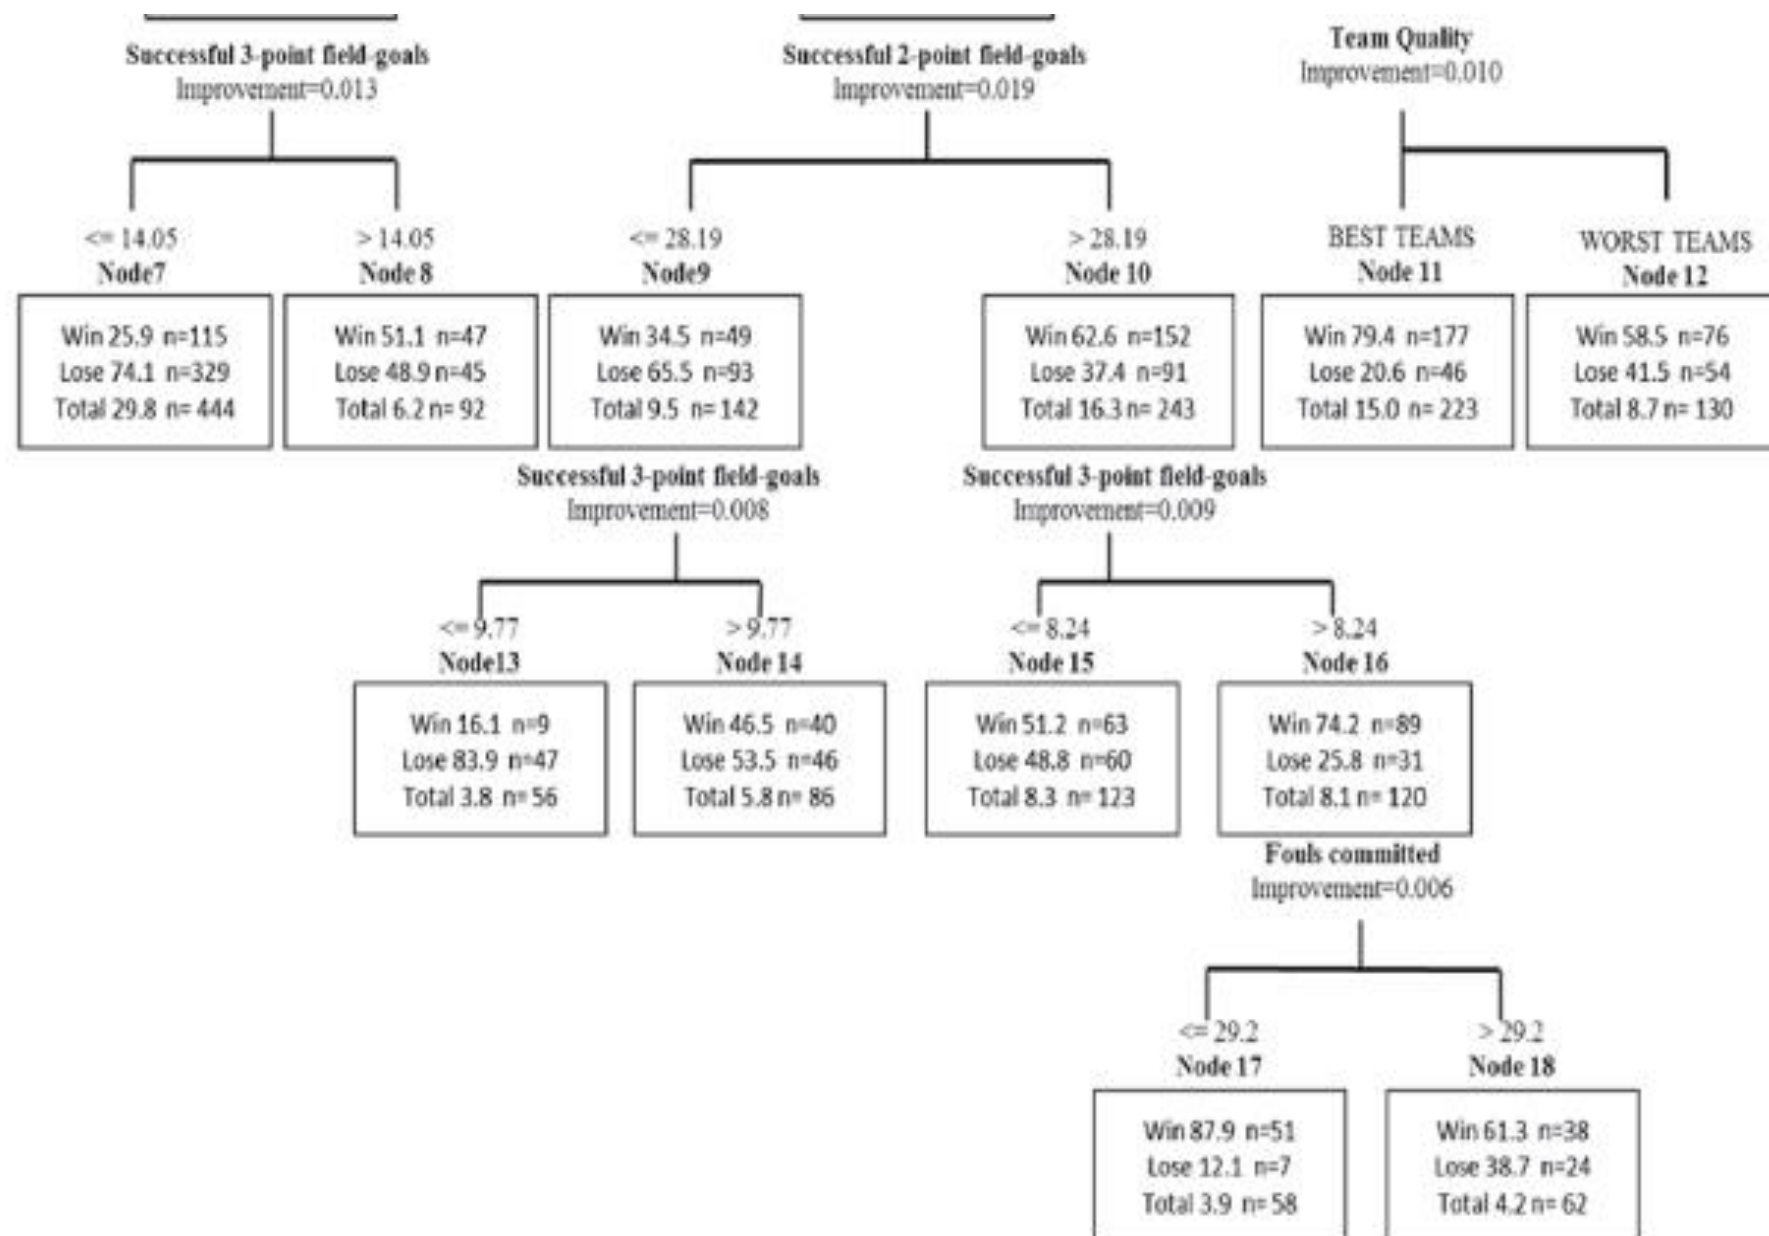 Successful 3-point field-goals
Improvement=0.013
Successful 2-point field-goals
Improvement=0.019
Team Quality
Improvement=0.010
<= 14.05
Node7
> 14.05
Node 8
<= 28.19
Node9
> 28.19
Node 10
BEST TEAMS
Node 11
WORST TEAMS
Node 12
Win 25.9 n=115
Lose 74.1 n=329
Total 29.8 n= 444
Win 51.1 n=47
Lose 48.9 n=45
Total 6.2 n= 92
Win 34.5 n=49
Lose 65.5 n=93
Total 9.5 n= 142
Win 62.6 n=152
Lose 37.4 n=91
Total 16.3 n= 243
Win 79.4 n=177
Lose 20.6 n=46
Total 15.0 n= 223
Win 58.5 n=76
Lose 41.5 n=54
Total 8.7 n= 130
Successful 3-point field-goals
Improvement=0.008
Successful 3-point field-goals
Improvement=0.009
<= 9.77
Node13
> 9.77
Node 14
<= 8.24
Node 15
> 8.24
Node 16
Win 16.1 n=9
Lose 83.9 n=47
Total 3.8 n= 56
Win 46.5 n=40
Lose 53.5 n=46
Total 5.8 n= 86
Win 51.2 n=63
Lose 48.8 n=60
Total 8.3 n= 123
Win 74.2 n=89
Lose 25.8 n=31
Total 8.1 n= 120
Fouls committed
Improvement=0.006
<= 29.2
Node 17
> 29.2
Node 18
Win 87.9 n=51
Lose 12.1 n=7
Total 3.9 n= 58
Win 61.3 n=38
Lose 38.7 n=24
Total 4.2 n= 62